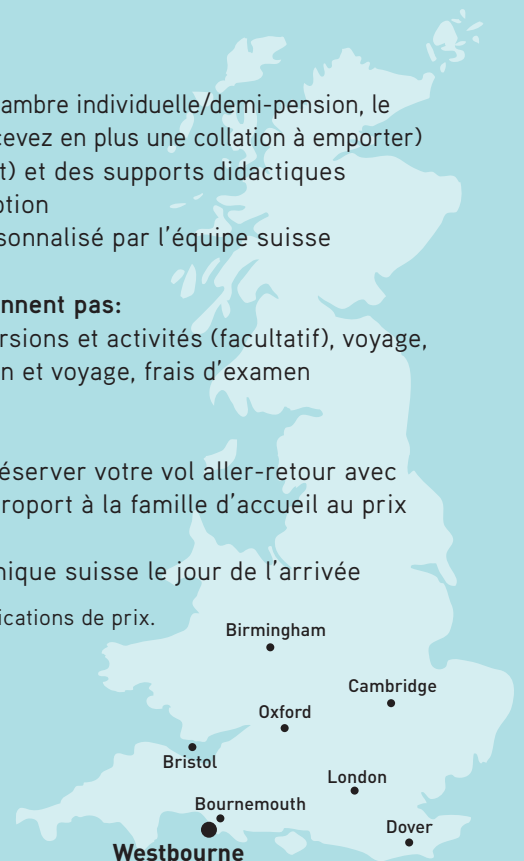 ambre individuelle/demi-pension, le
cevez en plus une collation à emporter)
t) et des supports didactiques
ption
sonnalisé par l'équipe suisse
nnent pas:
rsions et activités (facultatif), voyage,
n et voyage, frais d'examen
éserver votre vol aller-retour avec
roport à la famille d'accueil au prix
nique suisse le jour de l'arrivée
ications de prix.
Birmingham
Cambridge
Oxford
Bristol
London
Bournemouth
Dover
Westbourne